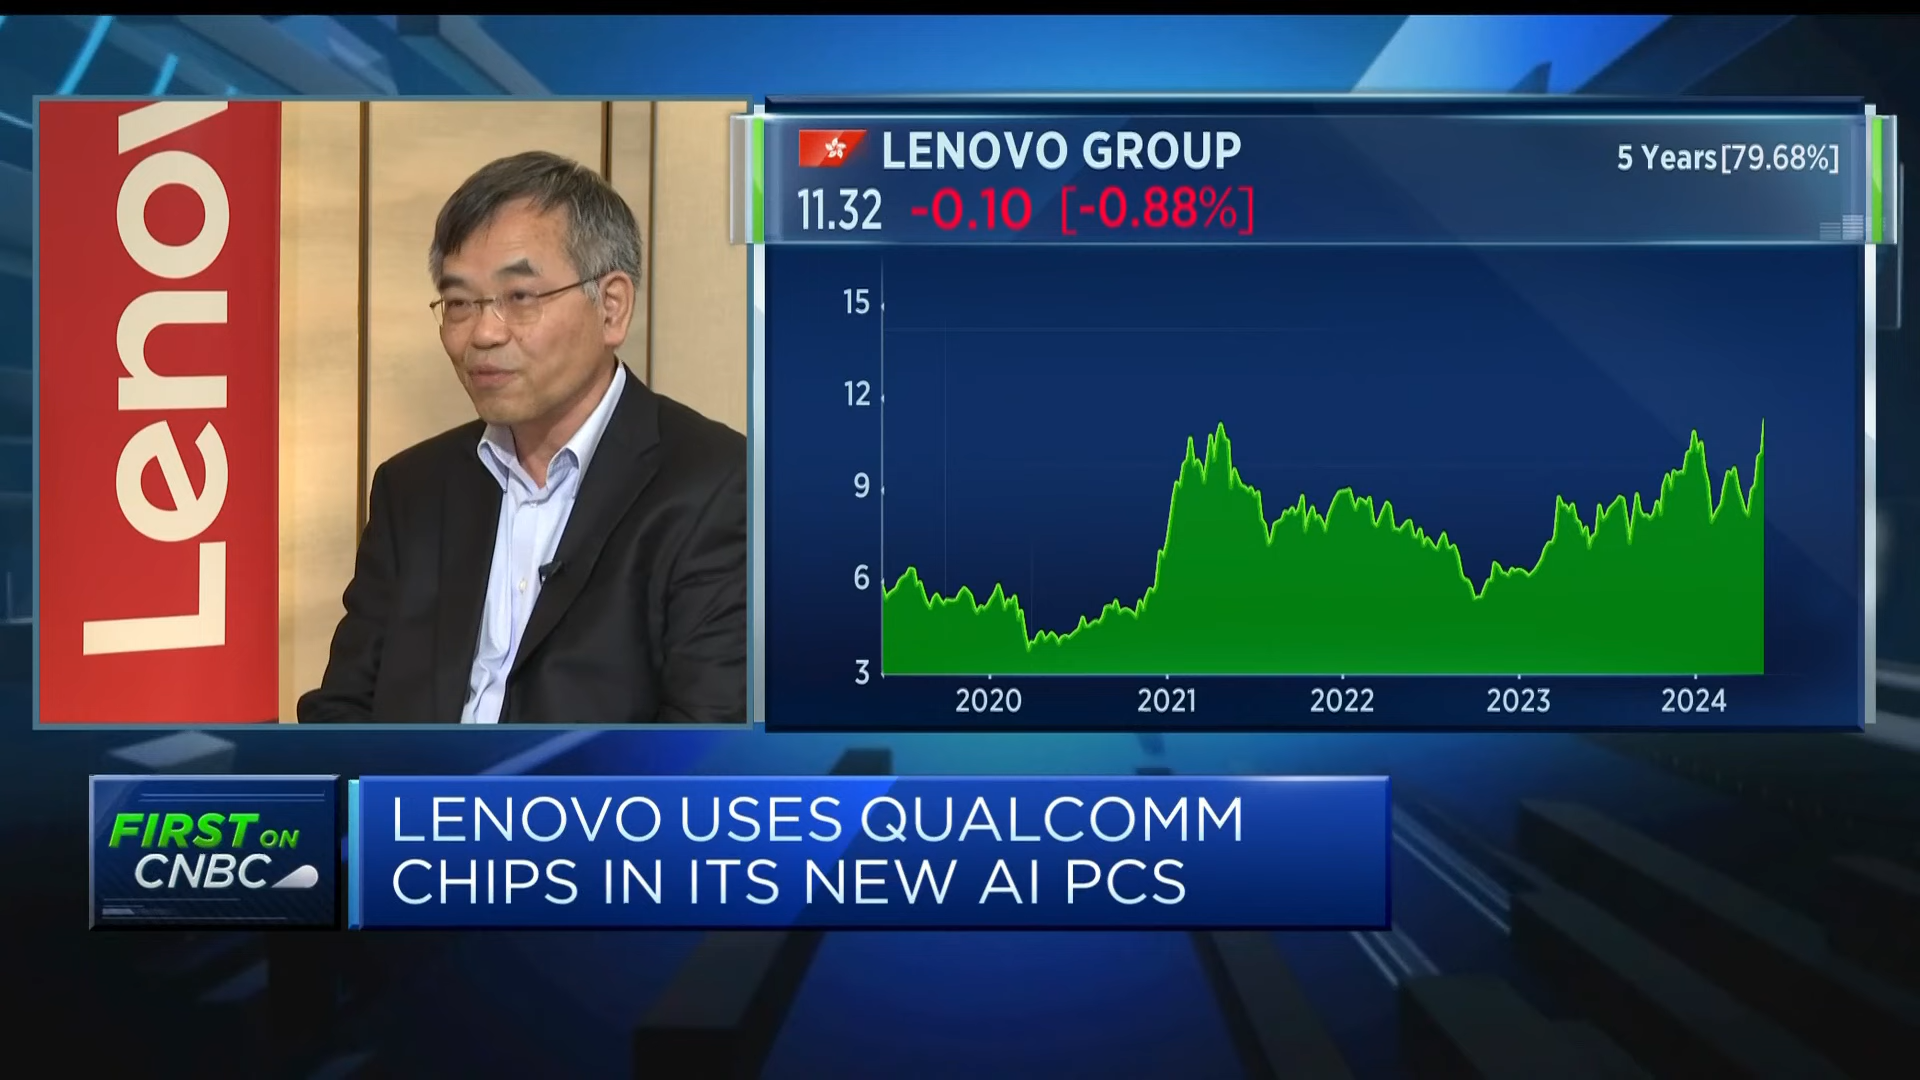 Lenov
LENOVO GROUP
5 Years[79.68%]
11.32 -0.10 [-0.88%]
15
12
9
6
3
2020 2021 2022 2023 2024
FIRST ON
CNBC
LENOVO USES QUALCOMM
CHIPS IN ITS NEW AI PCS